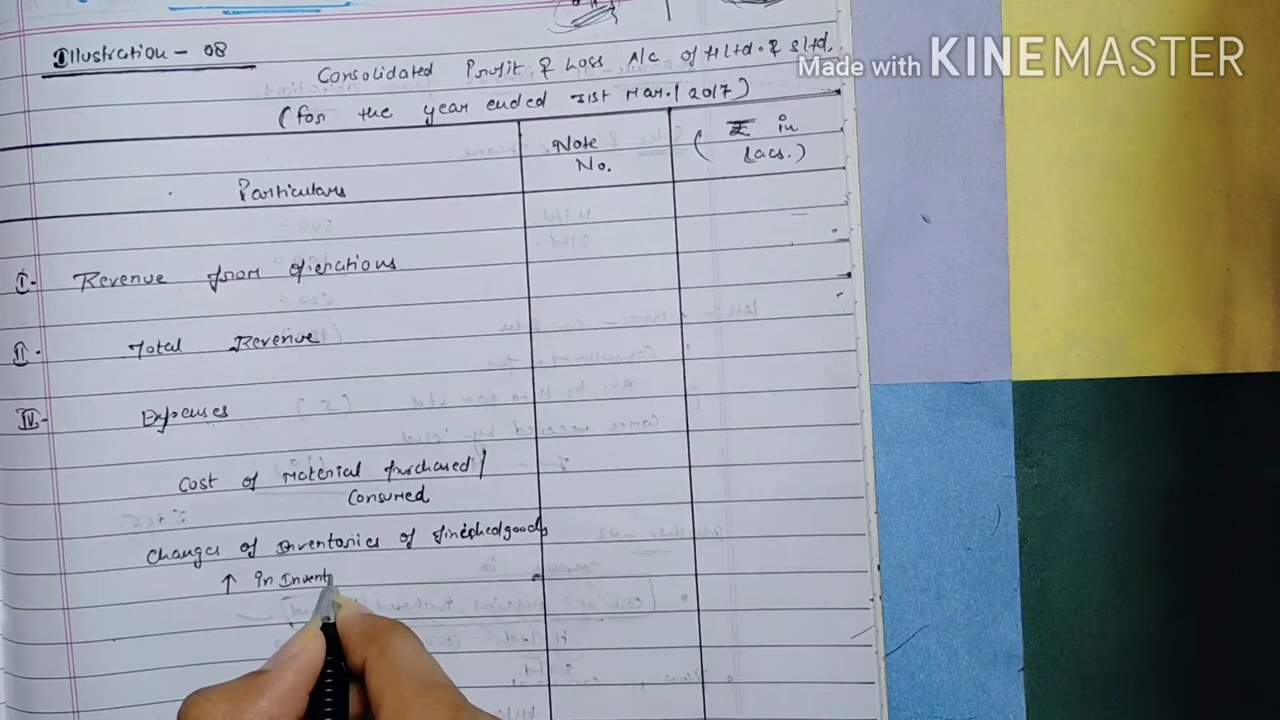 Made with KINEMASTER
Illustration - 08
Consolidated Profit & Loss A/c of H Ltd. & S Ltd.
(for the year ended 31st Mar. 2017)
Particulars
Note No.
(₹ in Lacs.)
I- Revenue from operations
II- Total Revenue
IV- Expenses
Cost of Material purchased/
Consumed
Changes of Inventories of finished goods
↑ in Invent